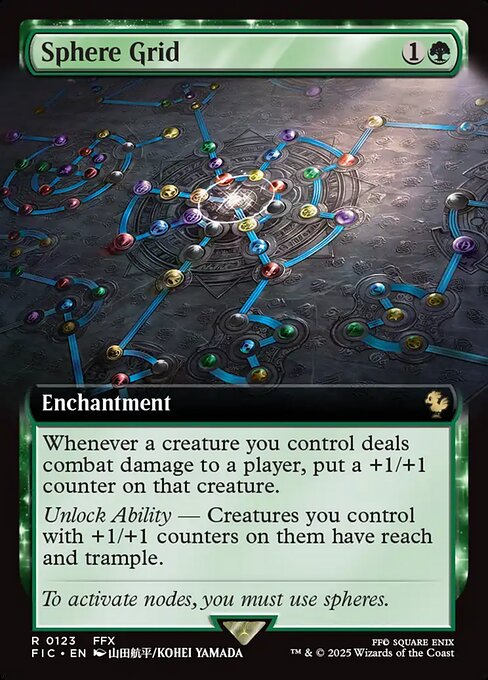 Sphere Grid 1
Enchantment
Whenever a creature you control deals
combat damage to a player, put a +1/+1
counter on that creature.
Unlock Ability — Creatures you control
with +1/+1 counters on them have reach
and trample.
To activate nodes, you must use spheres.
R 0123 FFX
FIC • EN 山田航平/KOHEI YAMADA
FF© SQUARE ENIX
™ & © 2025 Wizards of the Coast